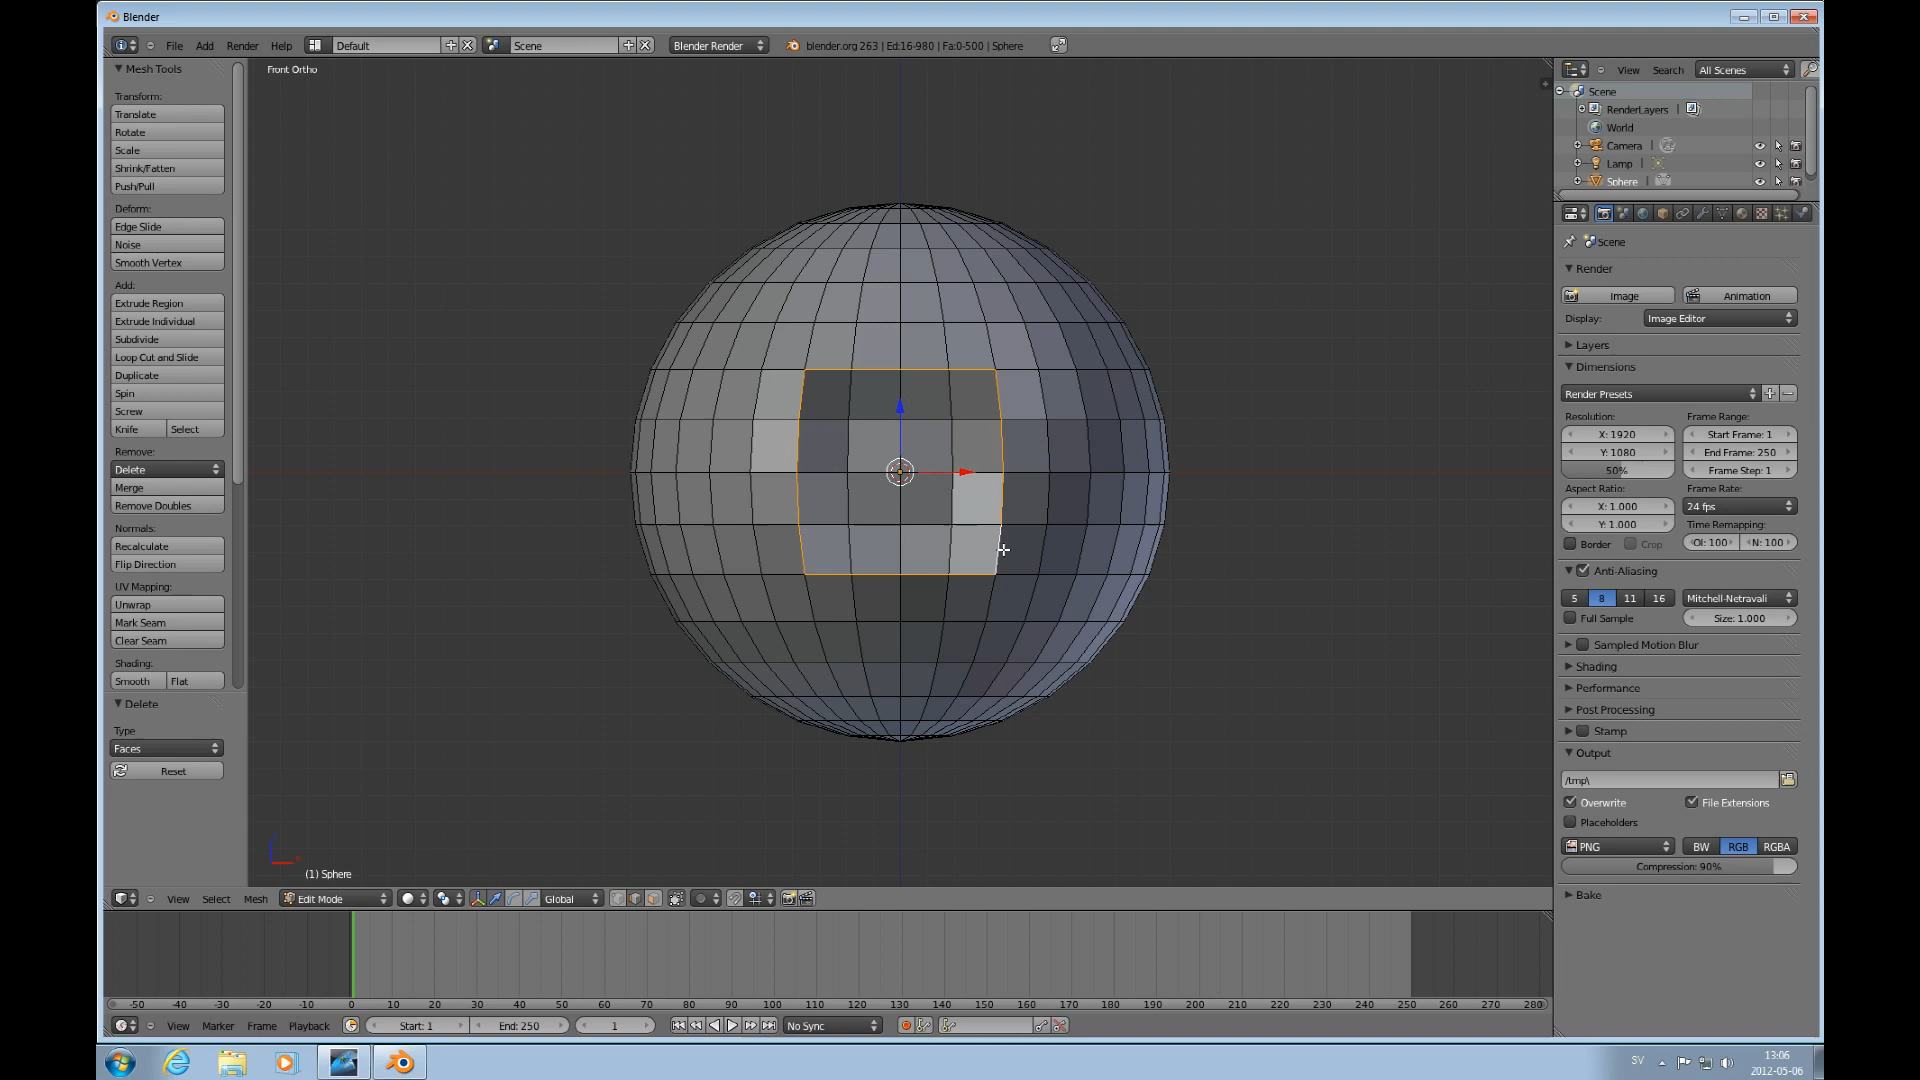 Blender
File Add Render Help Default Scene Blender Render blender.org 263 | Ed:16-980 | Fa:0-500 | Sphere
Mesh Tools
Transform:
Translate
Rotate
Scale
Shrink/Fatten
Push/Pull
Deform:
Edge Slide
Noise
Smooth Vertex
Add:
Extrude Region
Extrude Individual
Subdivide
Loop Cut and Slide
Duplicate
Spin
Screw
Knife Select
Remove:
Delete
Merge
Remove Doubles
Normals:
Recalculate
Flip Direction
UV Mapping:
Unwrap
Mark Seam
Clear Seam
Shading:
Smooth Flat
Delete
Type
Faces
Reset
Front Ortho
(1) Sphere
View Select Mesh Edit Mode Global
-50 -40 -30 -20 -10 0 10 20 30 40 50 60 70 80 90 100 110 120 130 140 150 160 170 180 190 200 210 220 230 240 250 260 270 280
View Marker Frame Playback Start: 1 End: 250 1 No Sync
View Search All Scenes
Scene
RenderLayers |
World
Camera |
Lamp |
Sphere |
Scene
Render
Image Animation
Display: Image Editor
Layers
Dimensions
Render Presets
Resolution: Frame Range:
X: 1920 Start Frame: 1
Y: 1080 End Frame: 250
50% Frame Step: 1
Aspect Ratio: Frame Rate:
X: 1.000 24 fps
Y: 1.000 Time Remapping:
Border Crop Ol: 100 N: 100
Anti-Aliasing
5 8 11 16 Mitchell-Netravali
Full Sample Size: 1.000
Sampled Motion Blur
Shading
Performance
Post Processing
Stamp
Output
/tmp\
Overwrite File Extensions
Placeholders
PNG BW RGB RGBA
Compression: 90%
Bake
SV 13:06
2012-05-06